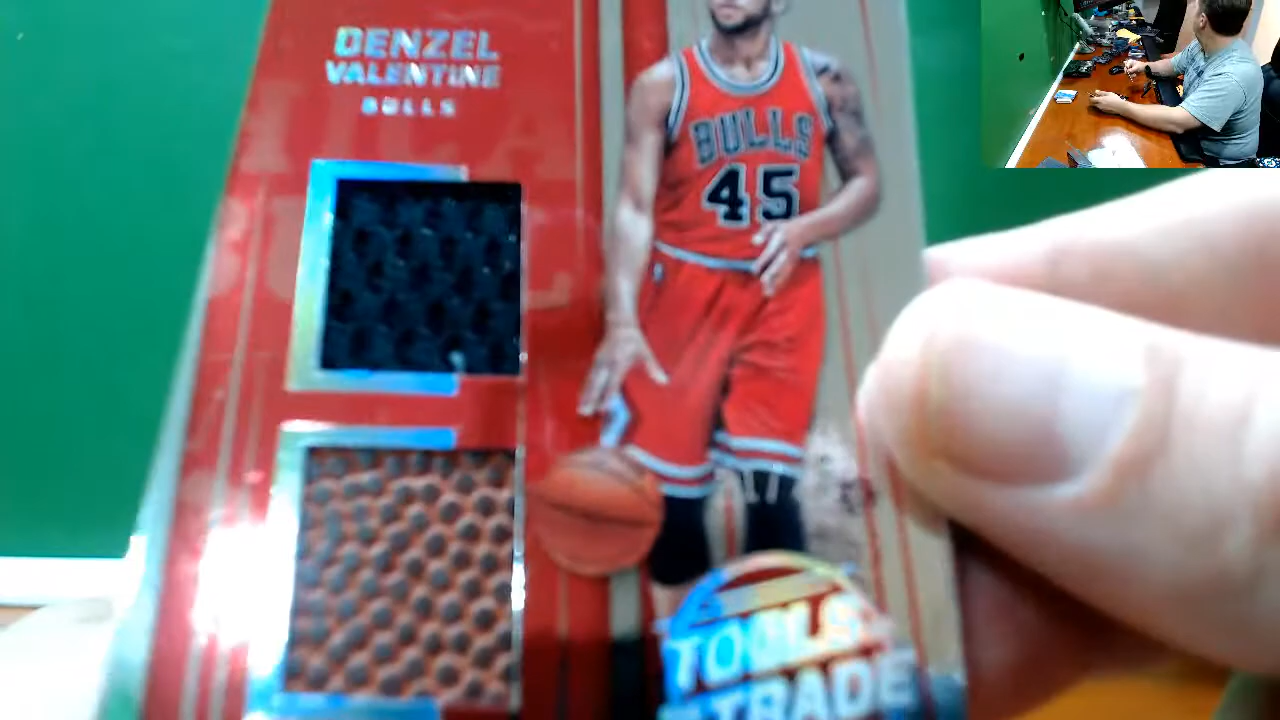 DENZEL
VALENTINE
BULLS
BULLS
45
TOOLS
TRADE